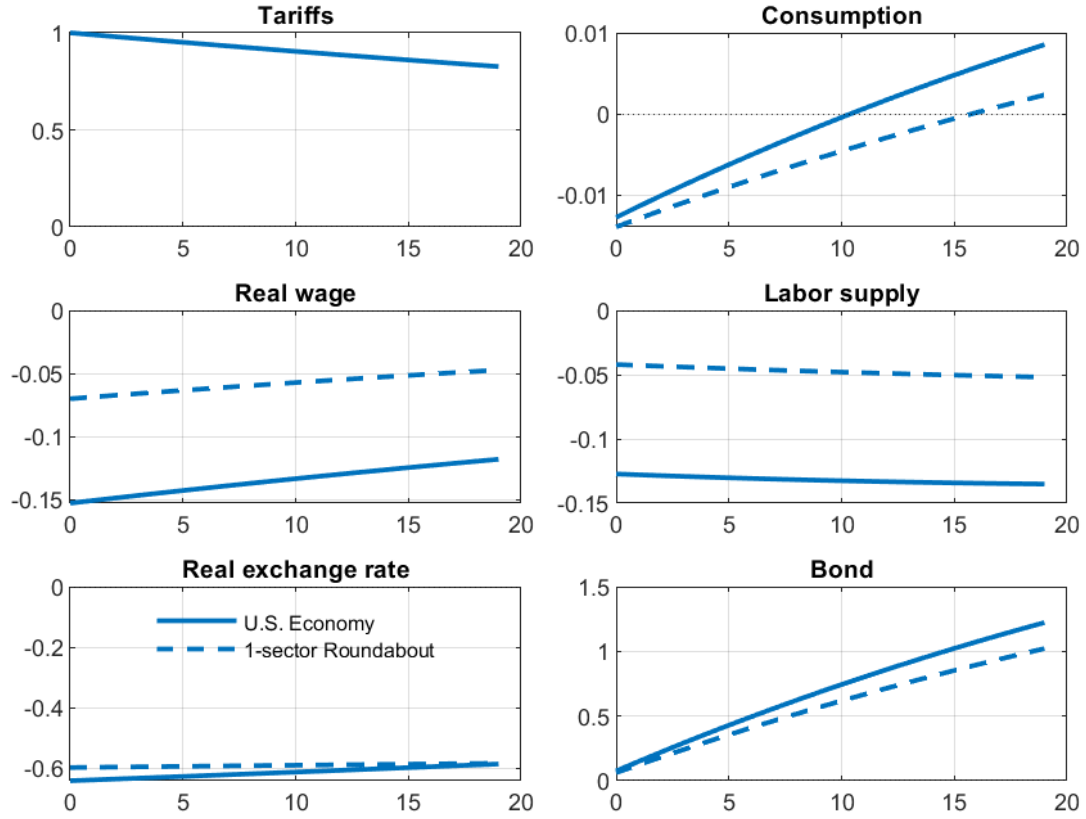 Tariffs
1
0.5
0
0 5 10 15 20
Consumption
0.01
0
-0.01
0 5 10 15 20
Real wage
0
-0.05
-0.1
-0.15
0 5 10 15 20
Labor supply
0
-0.05
-0.1
-0.15
0 5 10 15 20
Real exchange rate
0
-0.2
-0.4
-0.6
U.S. Economy
1-sector Roundabout
0 5 10 15 20
Bond
1.5
1
0.5
0
0 5 10 15 20